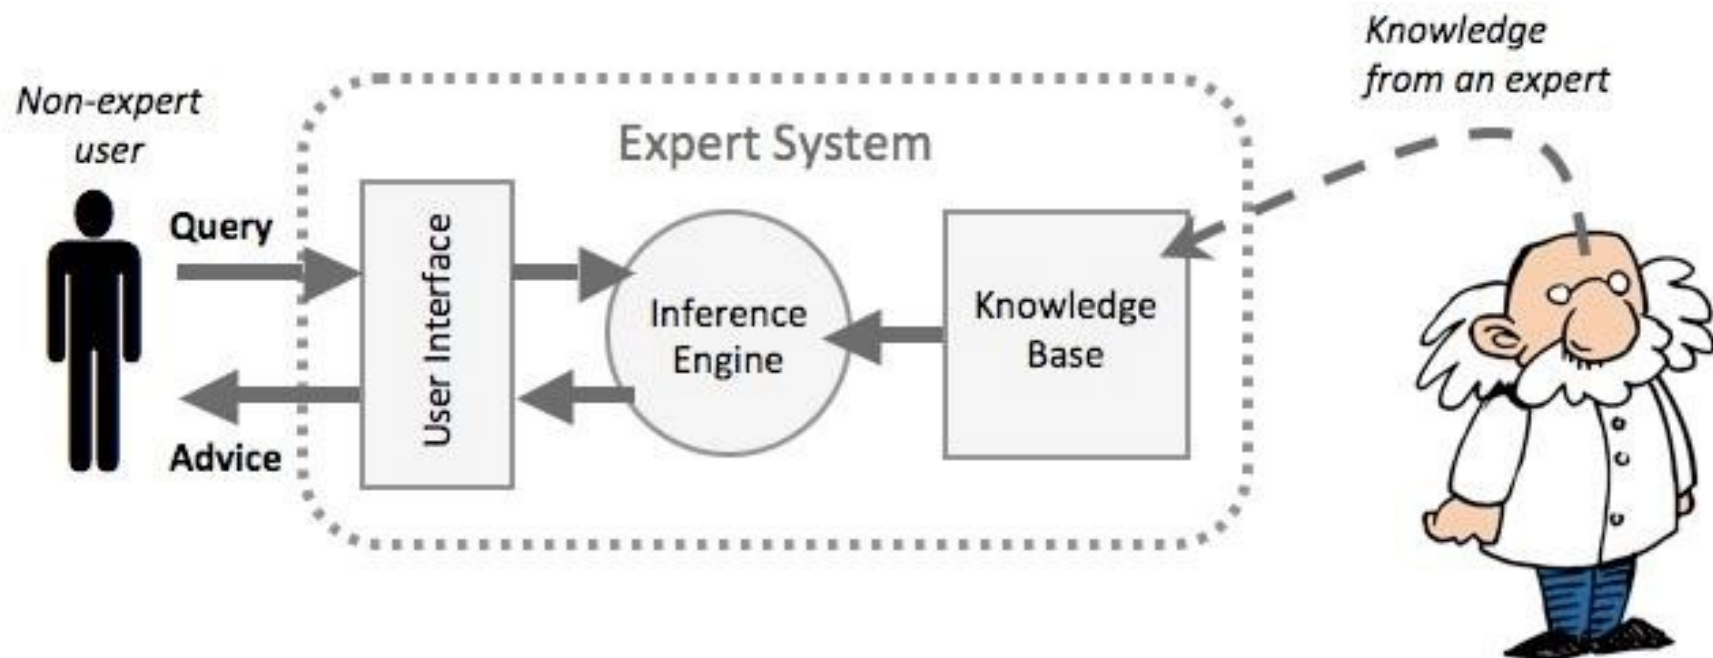 Knowledge
from an expert
Non-expert
user
Expert System
Query
User Interface
Inference
Engine
Knowledge
Base
Advice